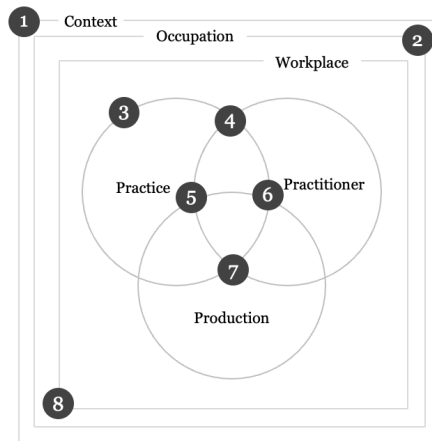 1
Context
Occupation
2
Workplace
3
4
Practice
5
6
Practitioner
7
Production
8